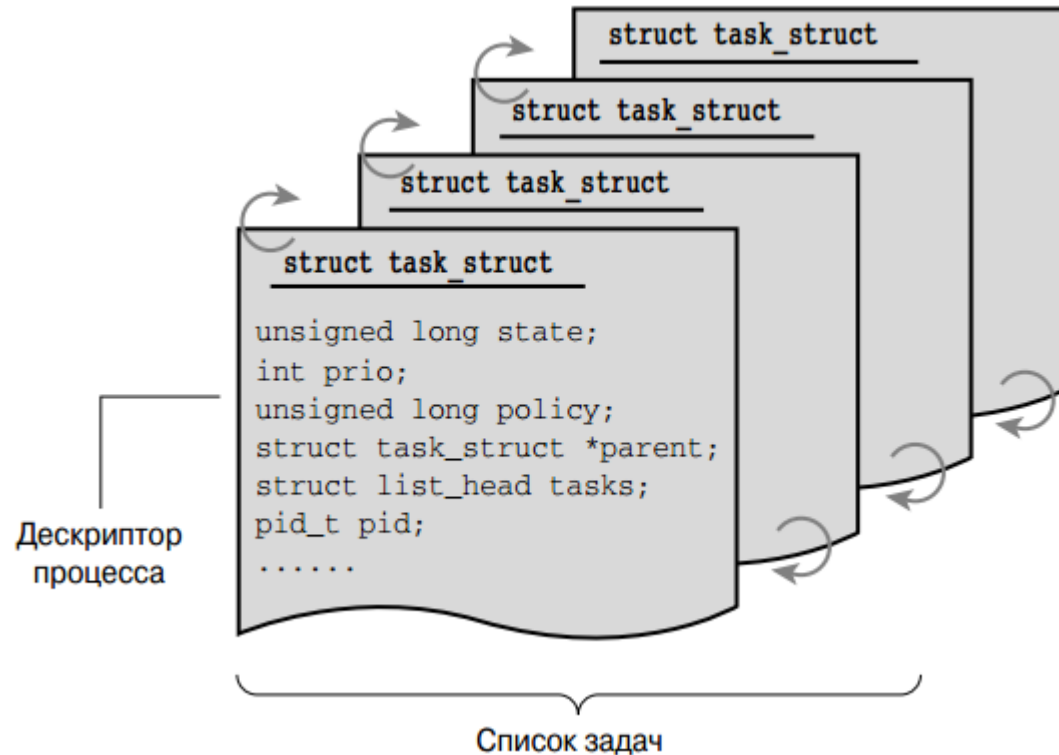 struct task_struct
struct task_struct
struct task_struct
struct task_struct
unsigned long state;
int prio;
unsigned long policy;
struct task_struct *parent;
struct list_head tasks;
pid_t pid;
......
Дескриптор
процесса
Список задач